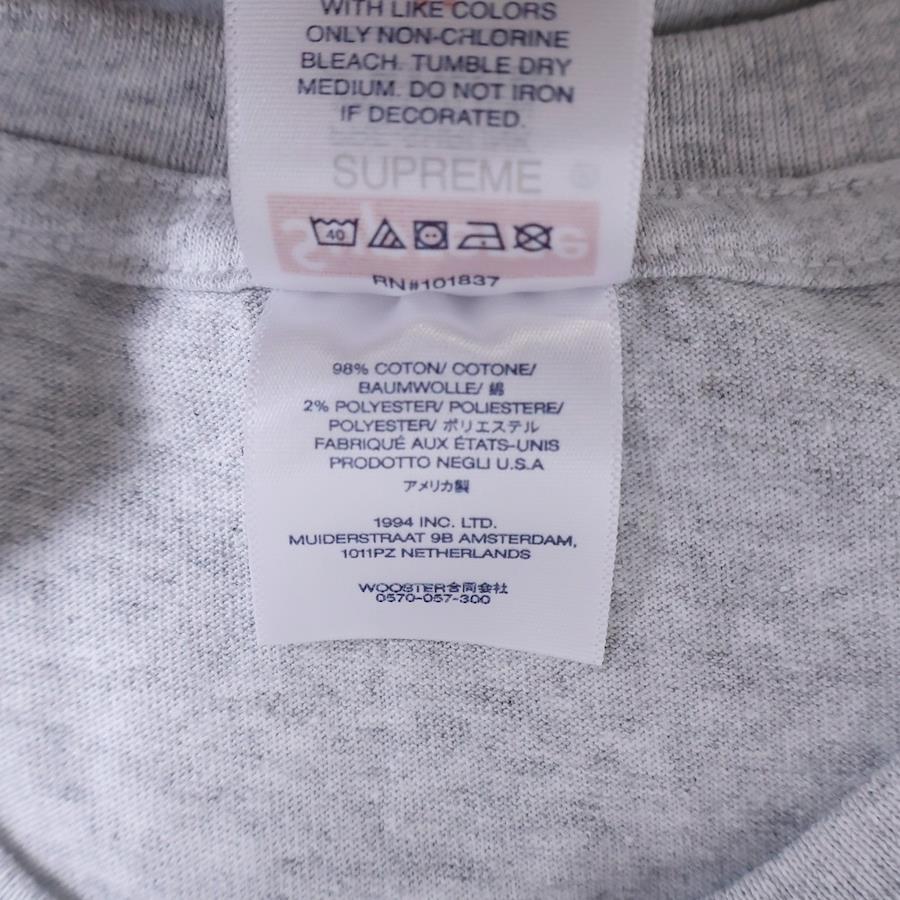 WITH LIKE COLORS
ONLY NON-CHLORINE
BLEACH. TUMBLE DRY
MEDIUM. DO NOT IRON
IF DECORATED.
SUPREME
40
RN#101837
98% COTON/ COTONE/
BAUMWOLLE/ 綿
2% POLYESTER/ POLIESTERE/
POLYESTER/ ポリエステル
FABRIQUÉ AUX ÉTATS-UNIS
PRODOTTO NEGLI U.S.A
アメリカ製
1994 INC. LTD.
MUIDERSTRAAT 9B AMSTERDAM,
1011PZ NETHERLANDS
WOOSTER合同会社
0570-057-300